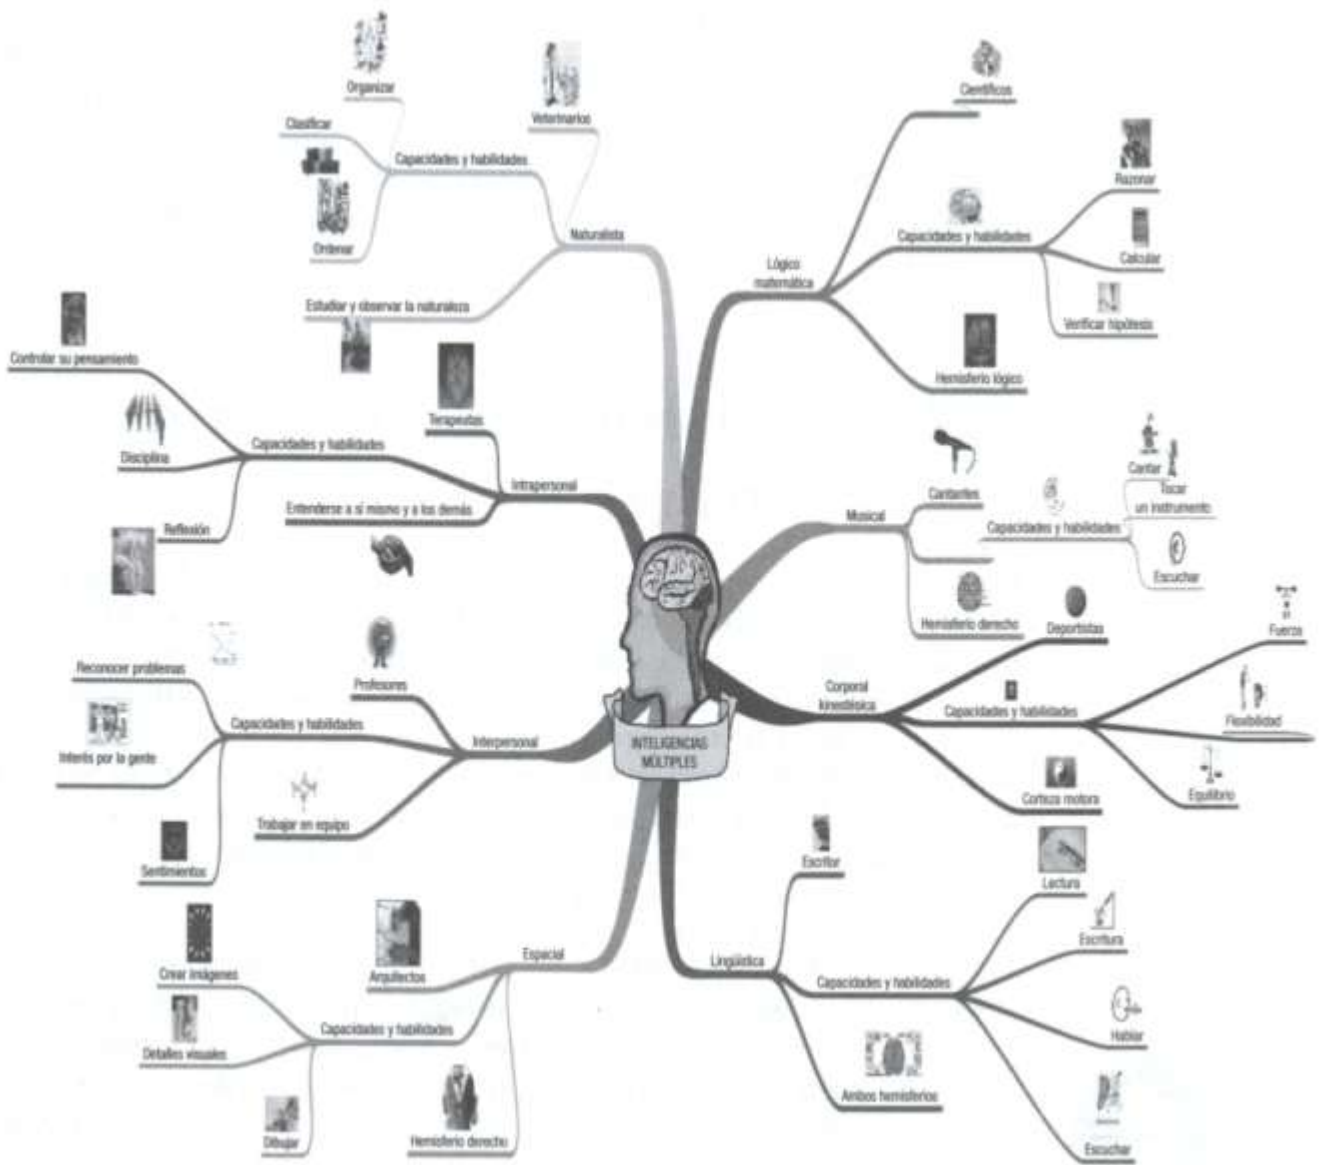 INTELIGENCIAS
MÚLTIPLES
Lógico
matemática
Científicos
Capacidades y habilidades
Razonar
Calcular
Verificar hipótesis
Hemisferio lógico
Musical
Cantantes
Capacidades y habilidades
Cantar
Tocar
un instrumento
Escuchar
Hemisferio derecho
Corporal
kinestésica
Deportistas
Capacidades y habilidades
Fuerza
Flexibilidad
Equilibrio
Corteza motora
Lingüística
Escritor
Capacidades y habilidades
Lectura
Escritura
Hablar
Escuchar
Ambos hemisferios
Espacial
Arquitectos
Capacidades y habilidades
Crear imágenes
Detalles visuales
Dibujar
Hemisferio derecho
Interpersonal
Profesores
Capacidades y habilidades
Reconocer problemas
Interés por la gente
Sentimientos
Trabajar en equipo
Intrapersonal
Terapeutas
Capacidades y habilidades
Controlar su pensamiento
Disciplina
Reflexión
Entenderse a sí mismo y a los demás
Naturalista
Veterinarios
Capacidades y habilidades
Organizar
Clasificar
Ordenar
Estudiar y observar la naturaleza